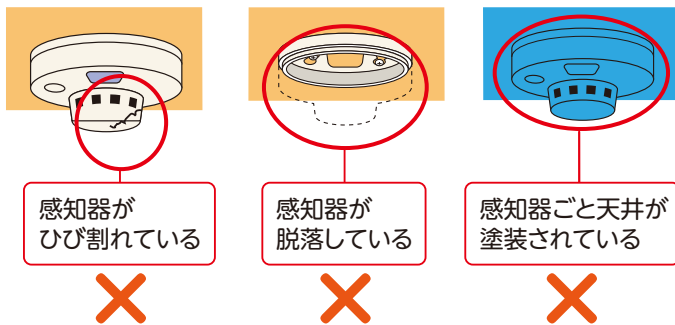 感知器が
ひび割れている
感知器が
脱落している
感知器ごと天井が
塗装されている